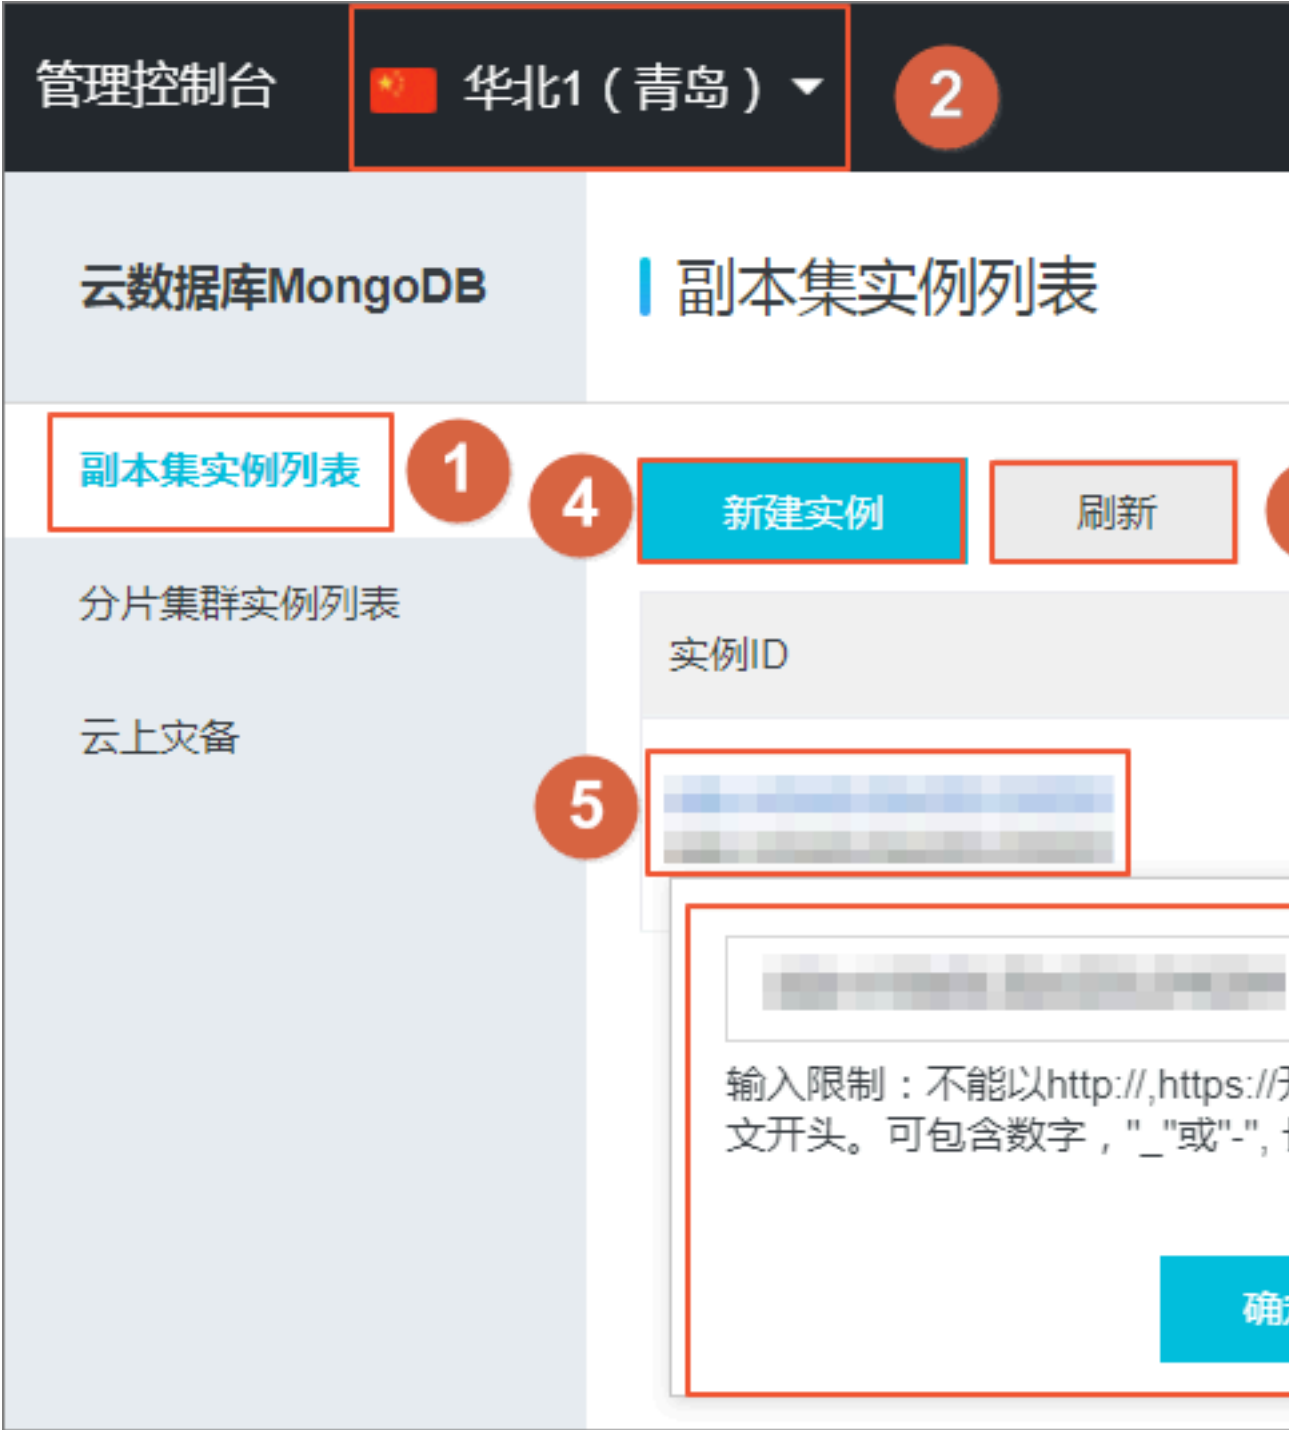 管理控制台 华北1（青岛） 2
云数据库MongoDB
副本集实例列表
副本集实例列表 1
4 新建实例 刷新
分片集群实例列表
实例ID
云上灾备
5
输入限制：不能以http://,https://
文开头。可包含数字，"_"或"-",
确